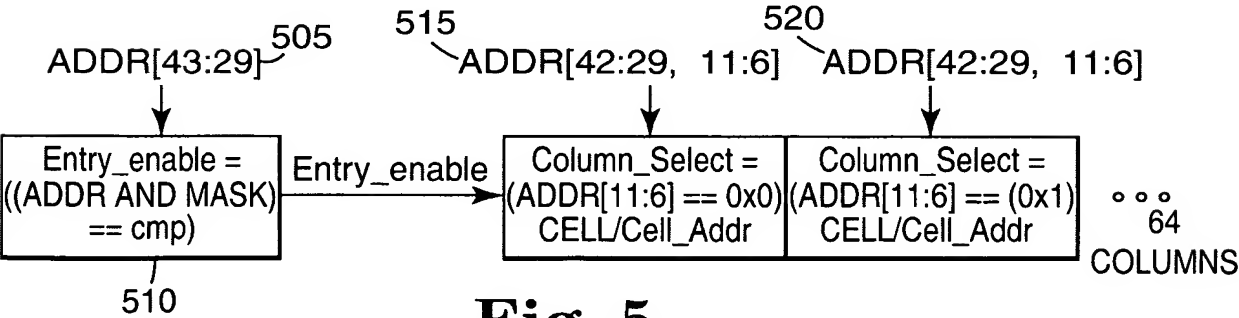 505
515
520
ADDR[43:29]
ADDR[42:29, 11:6]
ADDR[42:29, 11:6]
Entry_enable =
((ADDR AND MASK)
== cmp)
Entry_enable
Column_Select =
(ADDR[11:6] == 0x0)
CELL/Cell_Addr
Column_Select =
(ADDR[11:6] == (0x1)
CELL/Cell_Addr
64
COLUMNS
510
Fig. 5